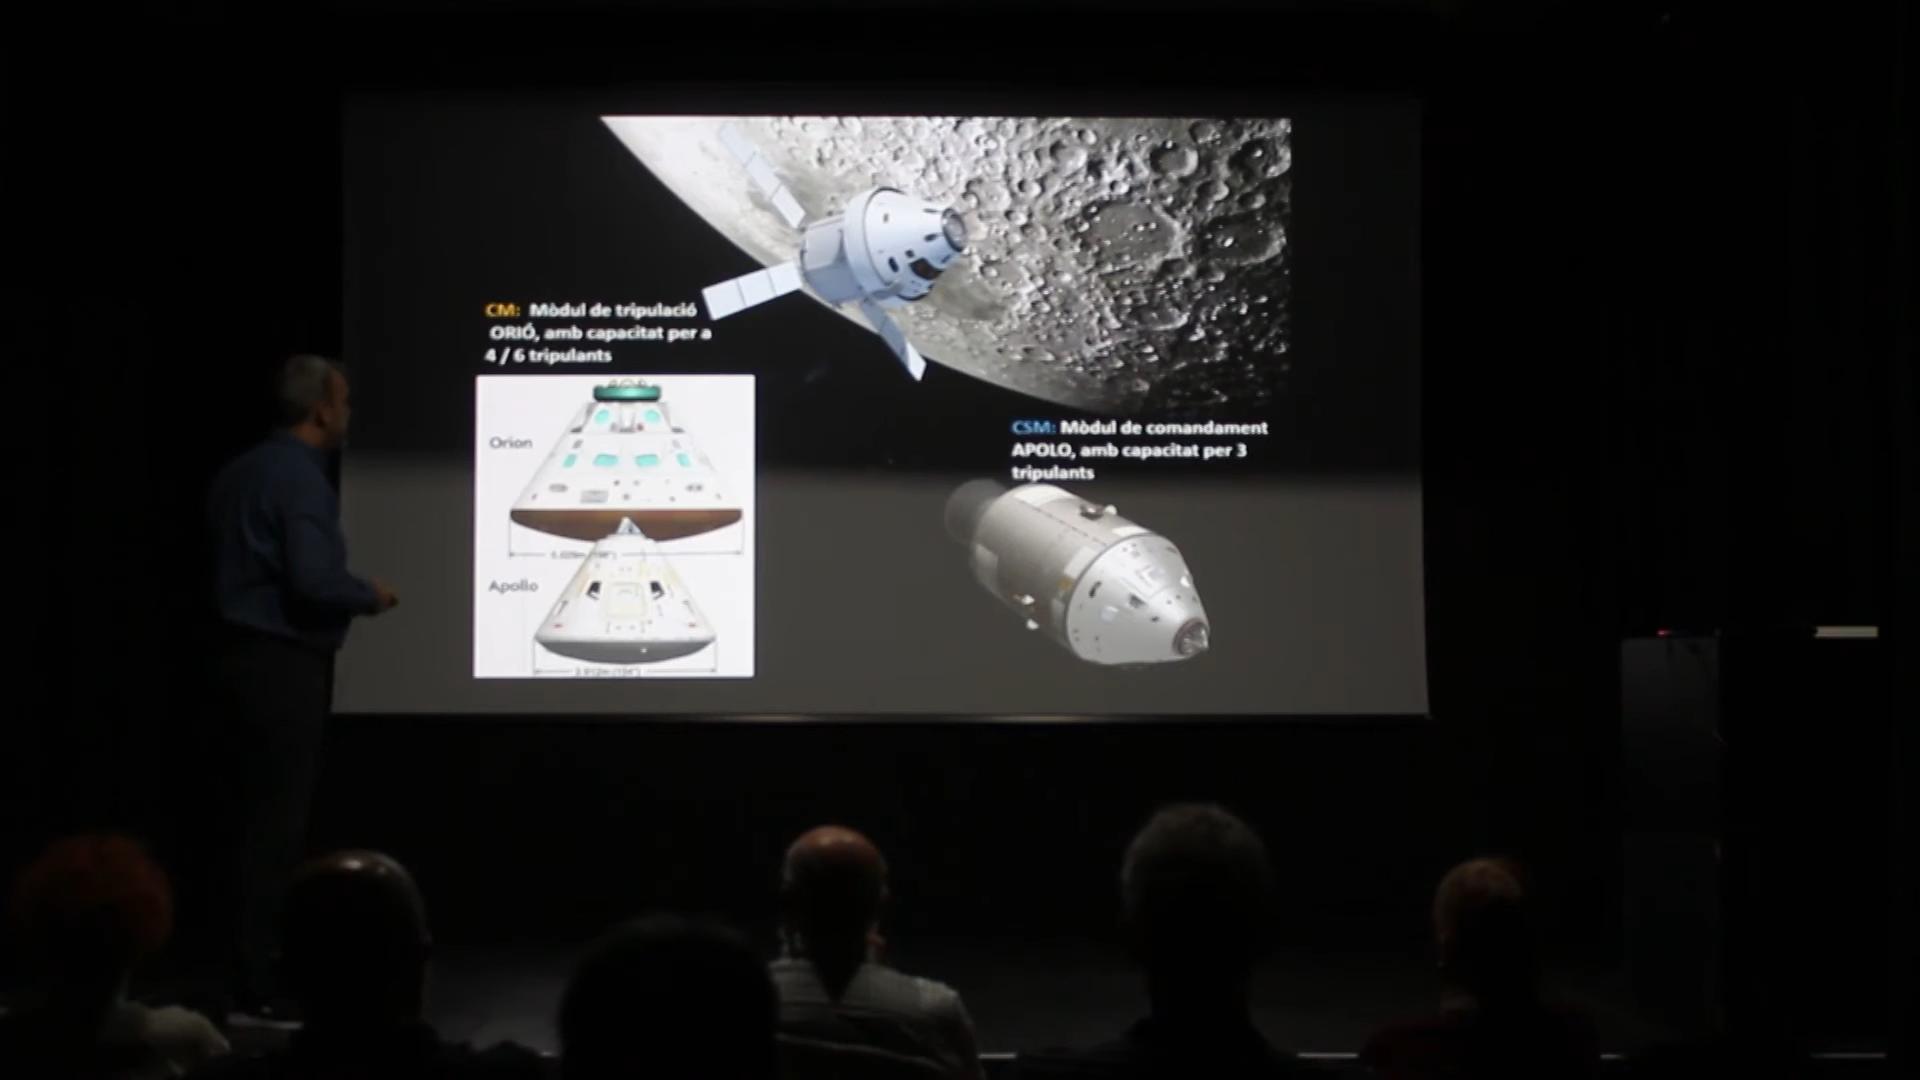 CM: Mòdul de tripulació
ORIÓ, amb capacitat per a
4 / 6 tripulants
Orion
Apollo
CSM: Mòdul de comandament
APOLO, amb capacitat per 3
tripulants